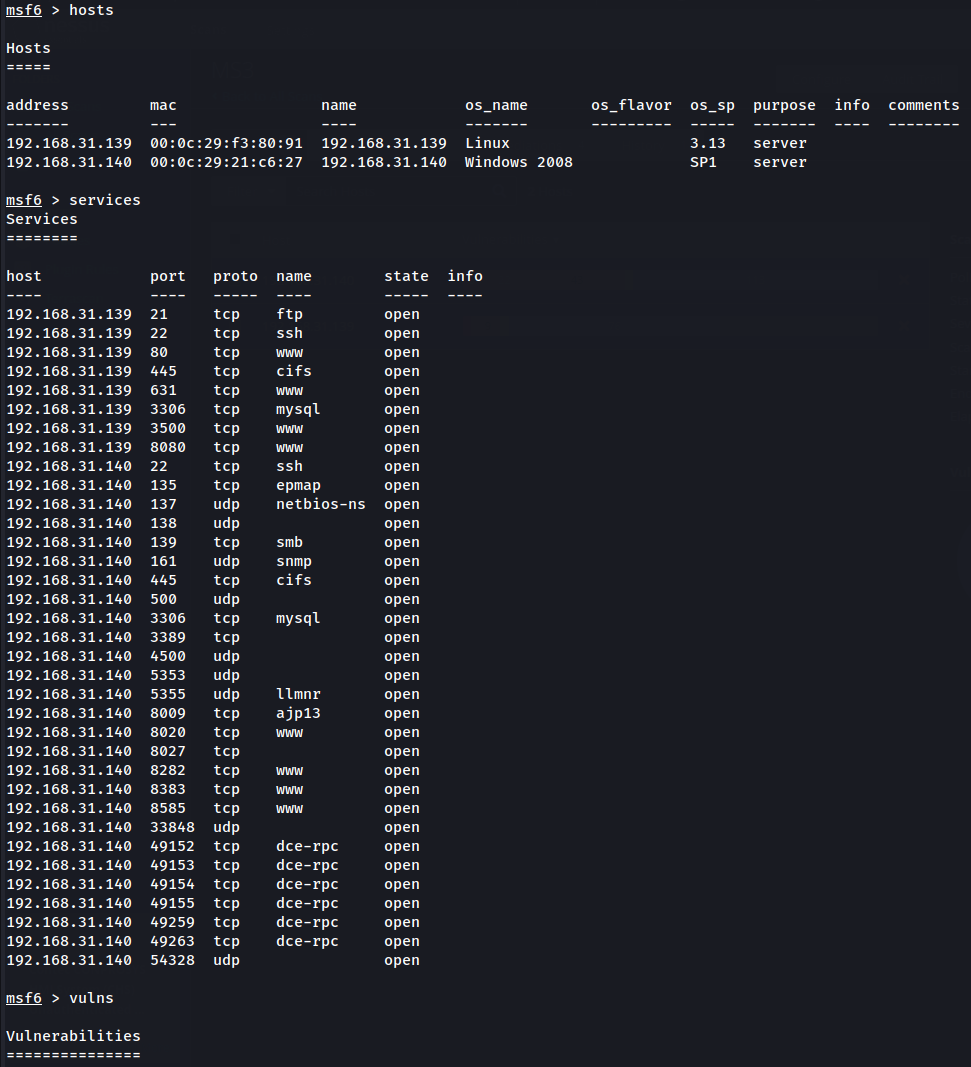 msf6 > hosts
Hosts
=====
address         mac                name            os_name       os_flavor  os_sp  purpose  info  comments
-------         ---                ----            -------       ---------  -----  -------  ----  --------
192.168.31.139  00:0c:29:f3:80:91  192.168.31.139  Linux                    3.13   server
192.168.31.140  00:0c:29:21:c6:27  192.168.31.140  Windows 2008             SP1    server
msf6 > services
Services
========
host            port   proto  name        state  info
----            ----   -----  ----        -----  ----
192.168.31.139  21     tcp    ftp         open
192.168.31.139  22     tcp    ssh         open
192.168.31.139  80     tcp    www         open
192.168.31.139  445    tcp    cifs        open
192.168.31.139  631    tcp    www         open
192.168.31.139  3306   tcp    mysql       open
192.168.31.139  3500   tcp    www         open
192.168.31.139  8080   tcp    www         open
192.168.31.140  22     tcp    ssh         open
192.168.31.140  135    tcp    epmap       open
192.168.31.140  137    udp    netbios-ns  open
192.168.31.140  138    udp                open
192.168.31.140  139    tcp    smb         open
192.168.31.140  161    udp    snmp        open
192.168.31.140  445    tcp    cifs        open
192.168.31.140  500    udp                open
192.168.31.140  3306   tcp    mysql       open
192.168.31.140  3389   tcp                open
192.168.31.140  4500   udp                open
192.168.31.140  5353   udp                open
192.168.31.140  5355   udp    llmnr       open
192.168.31.140  8009   tcp    ajp13       open
192.168.31.140  8020   tcp    www         open
192.168.31.140  8027   tcp                open
192.168.31.140  8282   tcp    www         open
192.168.31.140  8383   tcp    www         open
192.168.31.140  8585   tcp    www         open
192.168.31.140  33848  udp                open
192.168.31.140  49152  tcp    dce-rpc     open
192.168.31.140  49153  tcp    dce-rpc     open
192.168.31.140  49154  tcp    dce-rpc     open
192.168.31.140  49155  tcp    dce-rpc     open
192.168.31.140  49259  tcp    dce-rpc     open
192.168.31.140  49263  tcp    dce-rpc     open
192.168.31.140  54328  udp                open
msf6 > vulns
Vulnerabilities
===============